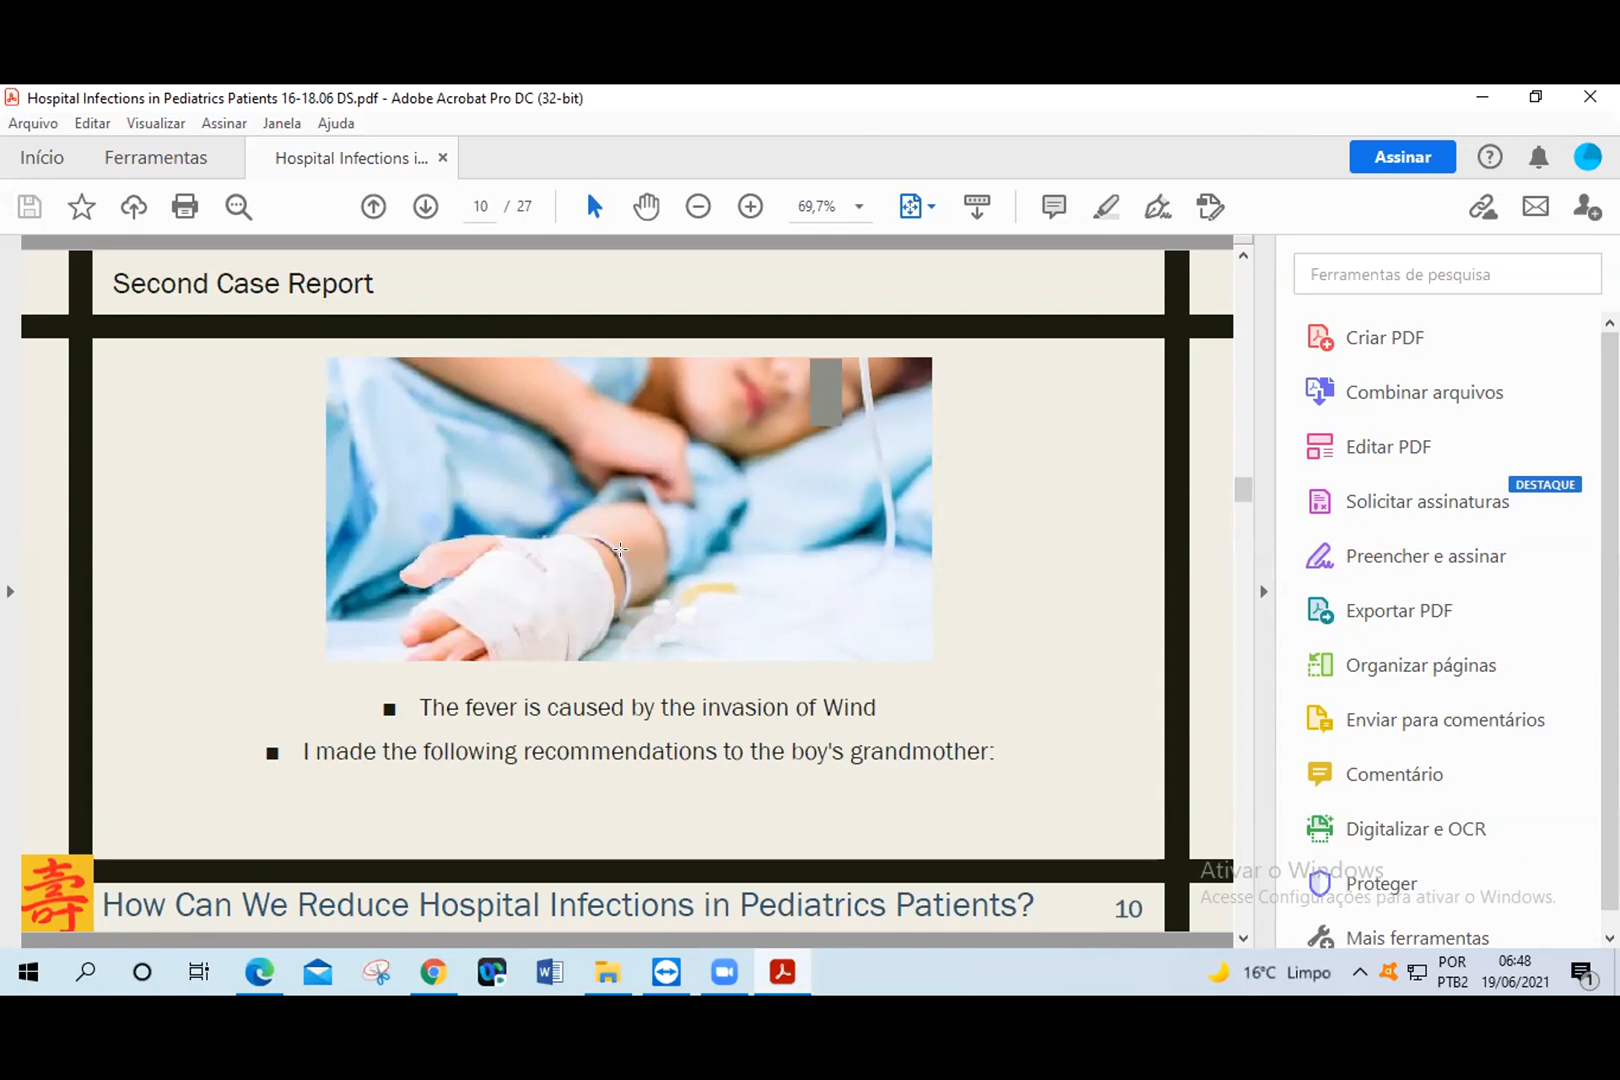 Hospital Infections in Pediatrics Patients 16-18.06 DS.pdf - Adobe Acrobat Pro DC (32-bit)
Arquivo Editar Visualizar Assinar Janela Ajuda
Início Ferramentas Hospital Infections i... × Assinar
10 / 27 69,7%
Second Case Report
■ The fever is caused by the invasion of Wind
■ I made the following recommendations to the boy's grandmother:
壽
How Can We Reduce Hospital Infections in Pediatrics Patients? 10
Ferramentas de pesquisa
Criar PDF
Combinar arquivos
Editar PDF
DESTAQUE
Solicitar assinaturas
Preencher e assinar
Exportar PDF
Organizar páginas
Enviar para comentários
Comentário
Digitalizar e OCR
Ativar o Windows
Proteger
Acesse Configurações para ativar o Windows.
Mais ferramentas
16°C Limpo
POR
PTB2
06:48
19/06/2021
1